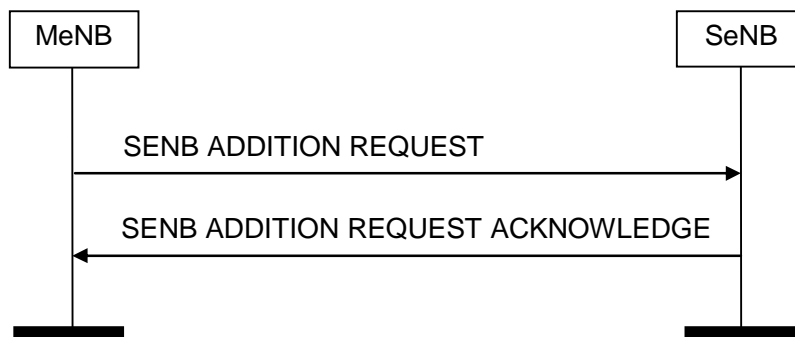 MeNB
SeNB
SENB ADDITION REQUEST
SENB ADDITION REQUEST ACKNOWLEDGE